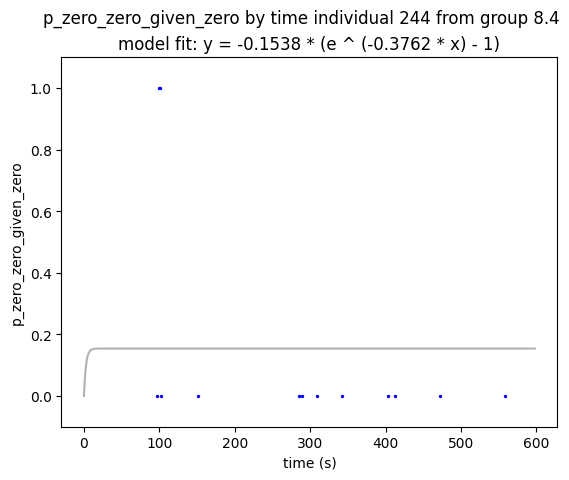 p_zero_zero_given_zero by time individual 244 from group 8.4
model fit: y = -0.1538 * (e ^ (-0.3762 * x) - 1)
1.0
0.8
0.6
0.4
0.2
0.0
p_zero_zero_given_zero
0 100 200 300 400 500 600
time (s)